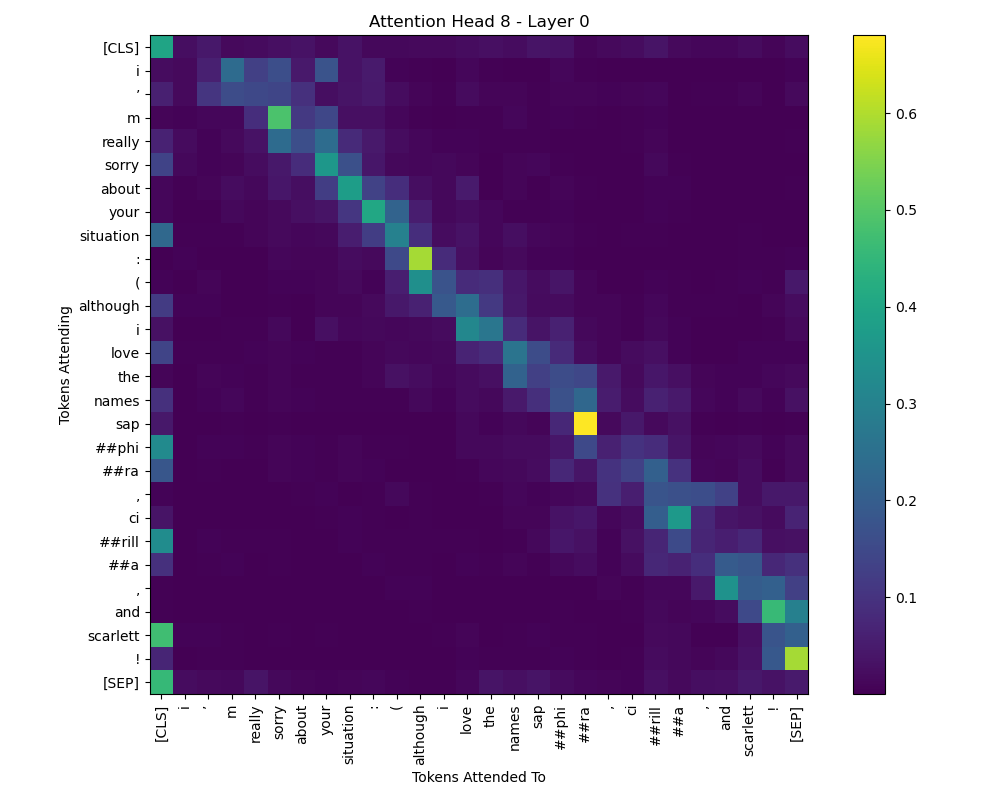 Attention Head 8 - Layer 0
[CLS]
i
’
m
really
sorry
about
your
situation
:
(
although
i
love
the
names
sap
##phi
##ra
,
ci
##rill
##a
,
and
scarlett
!
[SEP]
Tokens Attending
[CLS]
i
’
m
really
sorry
about
your
situation
:
(
although
i
love
the
names
sap
##phi
##ra
,
ci
##rill
##a
,
and
scarlett
!
[SEP]
Tokens Attended To
0.6
0.5
0.4
0.3
0.2
0.1